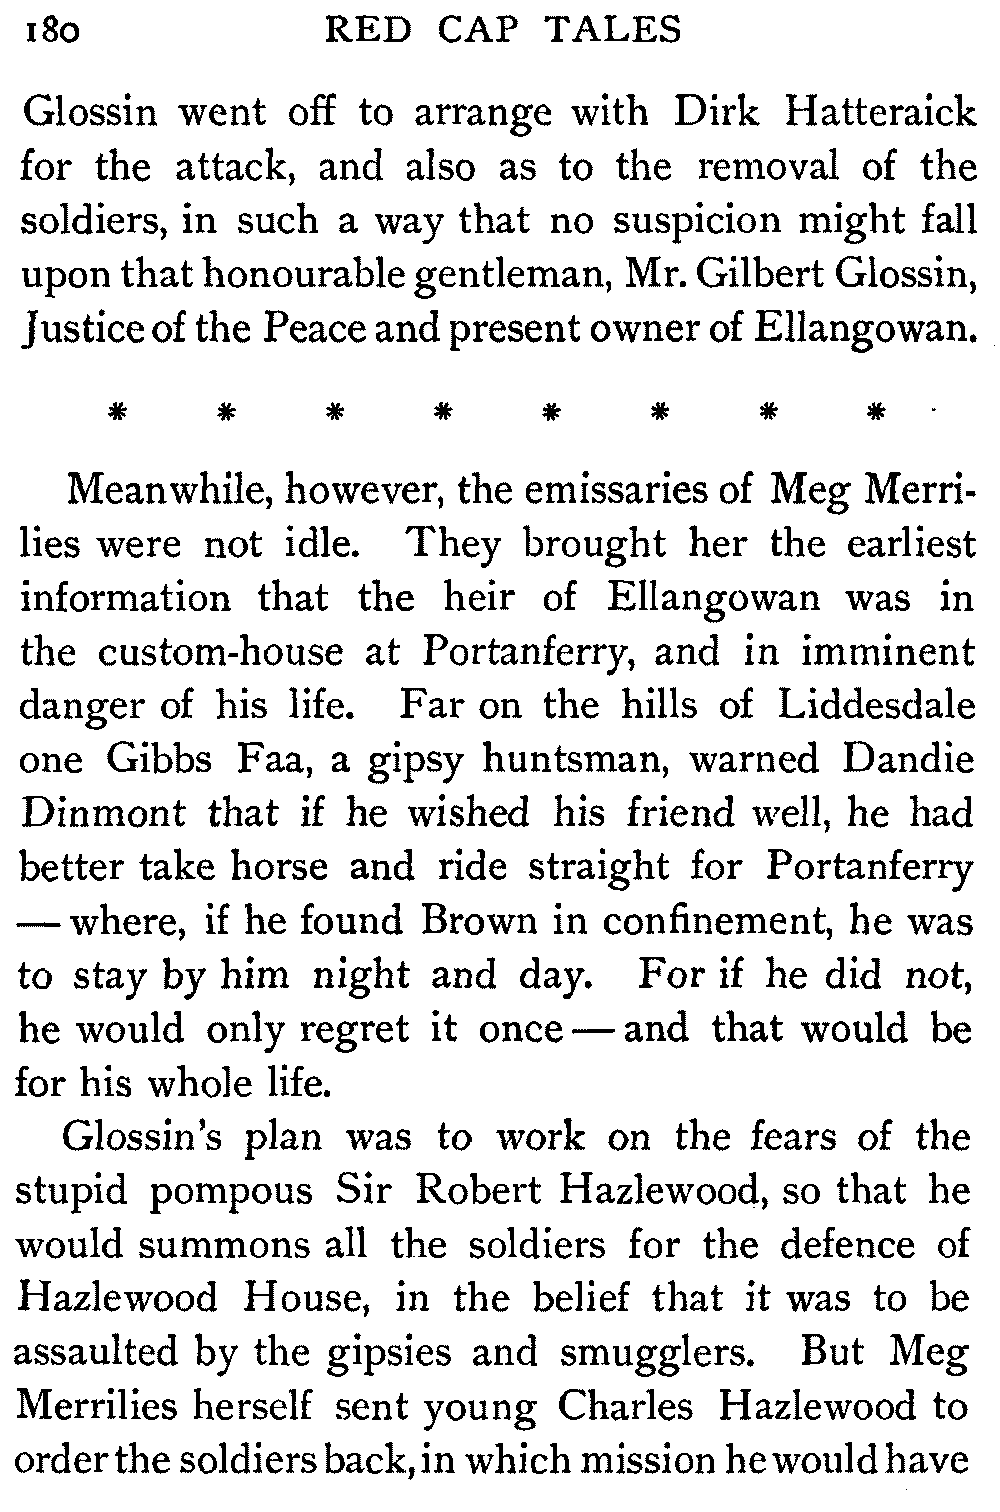 180 RED CAP TALES
Glossin went off to arrange with Dirk Hatteraick
for the attack, and also as to the removal of the
soldiers, in such a way that no suspicion might fall
upon that honourable gentleman, Mr. Gilbert Glossin,
Justice of the Peace and present owner of Ellangowan.
* * * * * * * *
Meanwhile, however, the emissaries of Meg Merri-
lies were not idle. They brought her the earliest
information that the heir of Ellangowan was in
the custom-house at Portanferry, and in imminent
danger of his life. Far on the hills of Liddesdale
one Gibbs Faa, a gipsy huntsman, warned Dandie
Dinmont that if he wished his friend well, he had
better take horse and ride straight for Portanferry
— where, if he found Brown in confinement, he was
to stay by him night and day. For if he did not,
he would only regret it once — and that would be
for his whole life.
Glossin's plan was to work on the fears of the
stupid pompous Sir Robert Hazlewood, so that he
would summons all the soldiers for the defence of
Hazlewood House, in the belief that it was to be
assaulted by the gipsies and smugglers. But Meg
Merrilies herself sent young Charles Hazlewood to
order the soldiers back, in which mission he would have